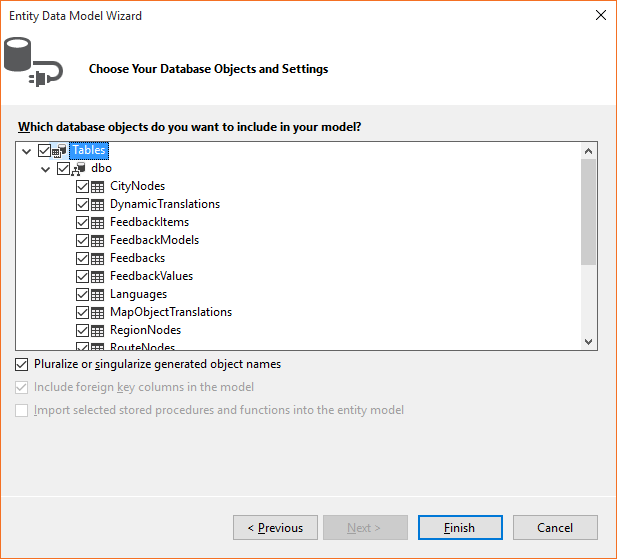 Entity Data Model Wizard
Choose Your Database Objects and Settings
Which database objects do you want to include in your model?
Tables
dbo
CityNodes
DynamicTranslations
FeedbackItems
FeedbackModels
Feedbacks
FeedbackValues
Languages
MapObjectTranslations
RegionNodes
RouteNodes
Pluralize or singularize generated object names
Include foreign key columns in the model
Import selected stored procedures and functions into the entity model
< Previous
Next >
Finish
Cancel